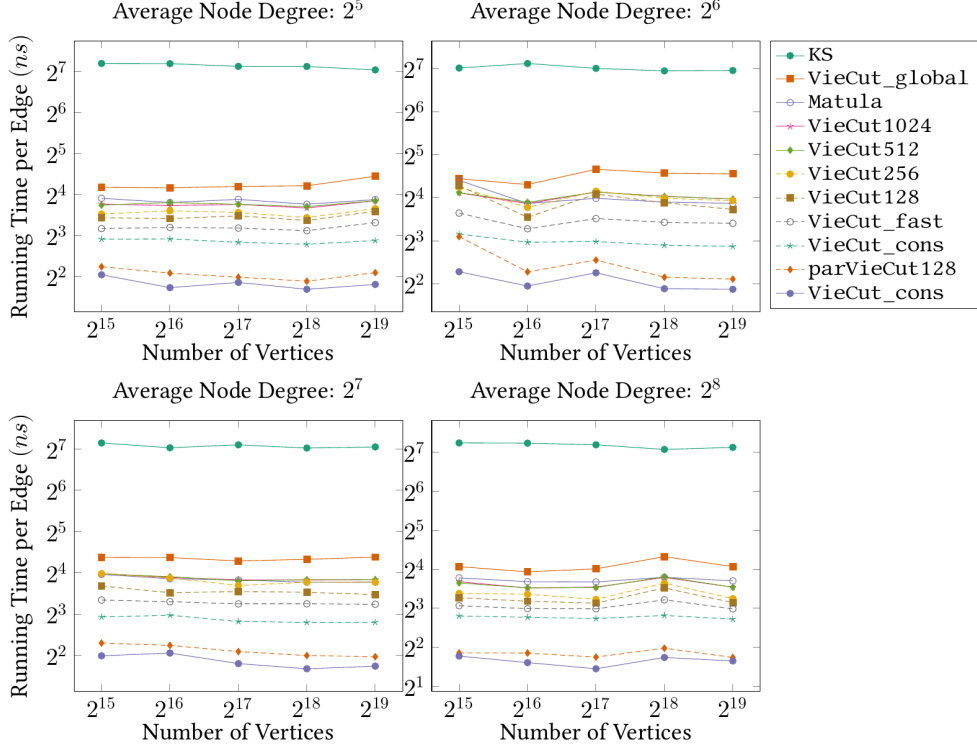 Average Node Degree: 2^5
Average Node Degree: 2^6
Running Time per Edge (ns)
2^7
2^6
2^5
2^4
2^3
2^2
2^15 2^16 2^17 2^18 2^19
Number of Vertices
2^7
2^6
2^5
2^4
2^3
2^2
2^15 2^16 2^17 2^18 2^19
Number of Vertices
KS
VieCut_global
Matula
VieCut1024
VieCut512
VieCut256
VieCut128
VieCut_fast
VieCut_cons
parVieCut128
VieCut_cons
Average Node Degree: 2^7
Average Node Degree: 2^8
Running Time per Edge (ns)
2^7
2^6
2^5
2^4
2^3
2^2
2^15 2^16 2^17 2^18 2^19
Number of Vertices
2^7
2^6
2^5
2^4
2^3
2^2
2^1
2^15 2^16 2^17 2^18 2^19
Number of Vertices